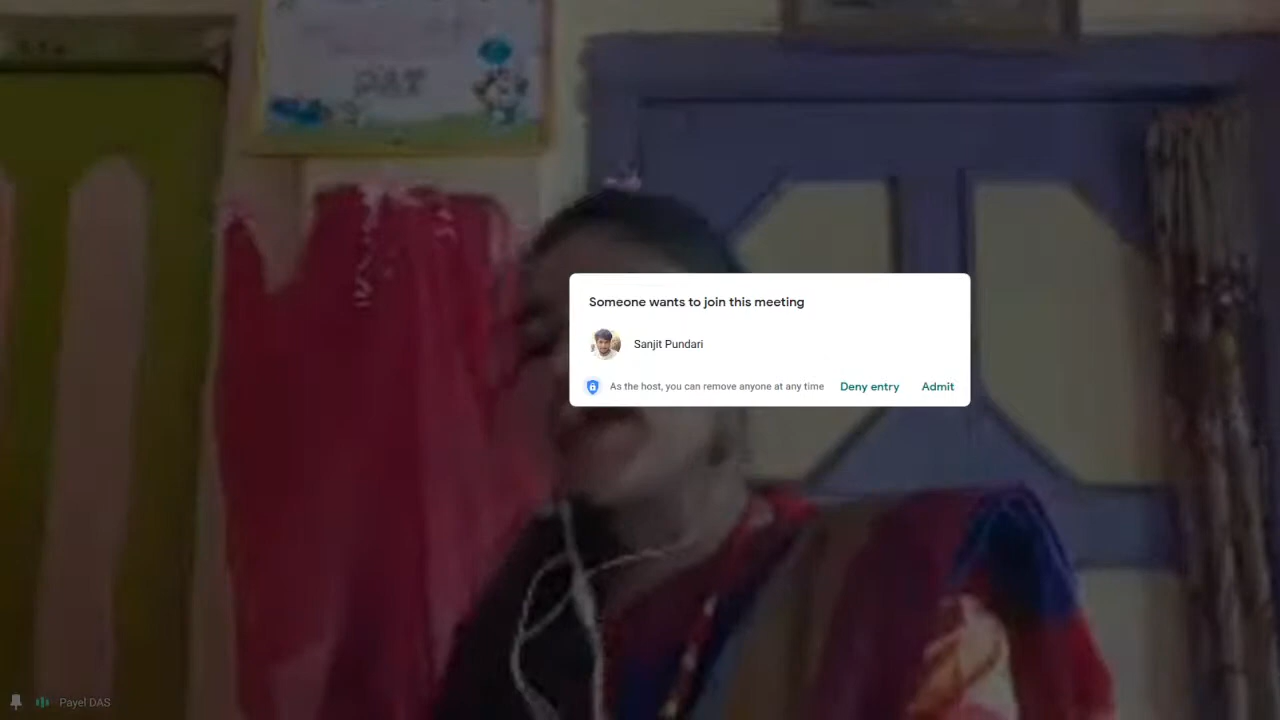 Someone wants to join this meeting
Sanjit Pundari
As the host, you can remove anyone at any time
Deny entry
Admit
Payel DAS